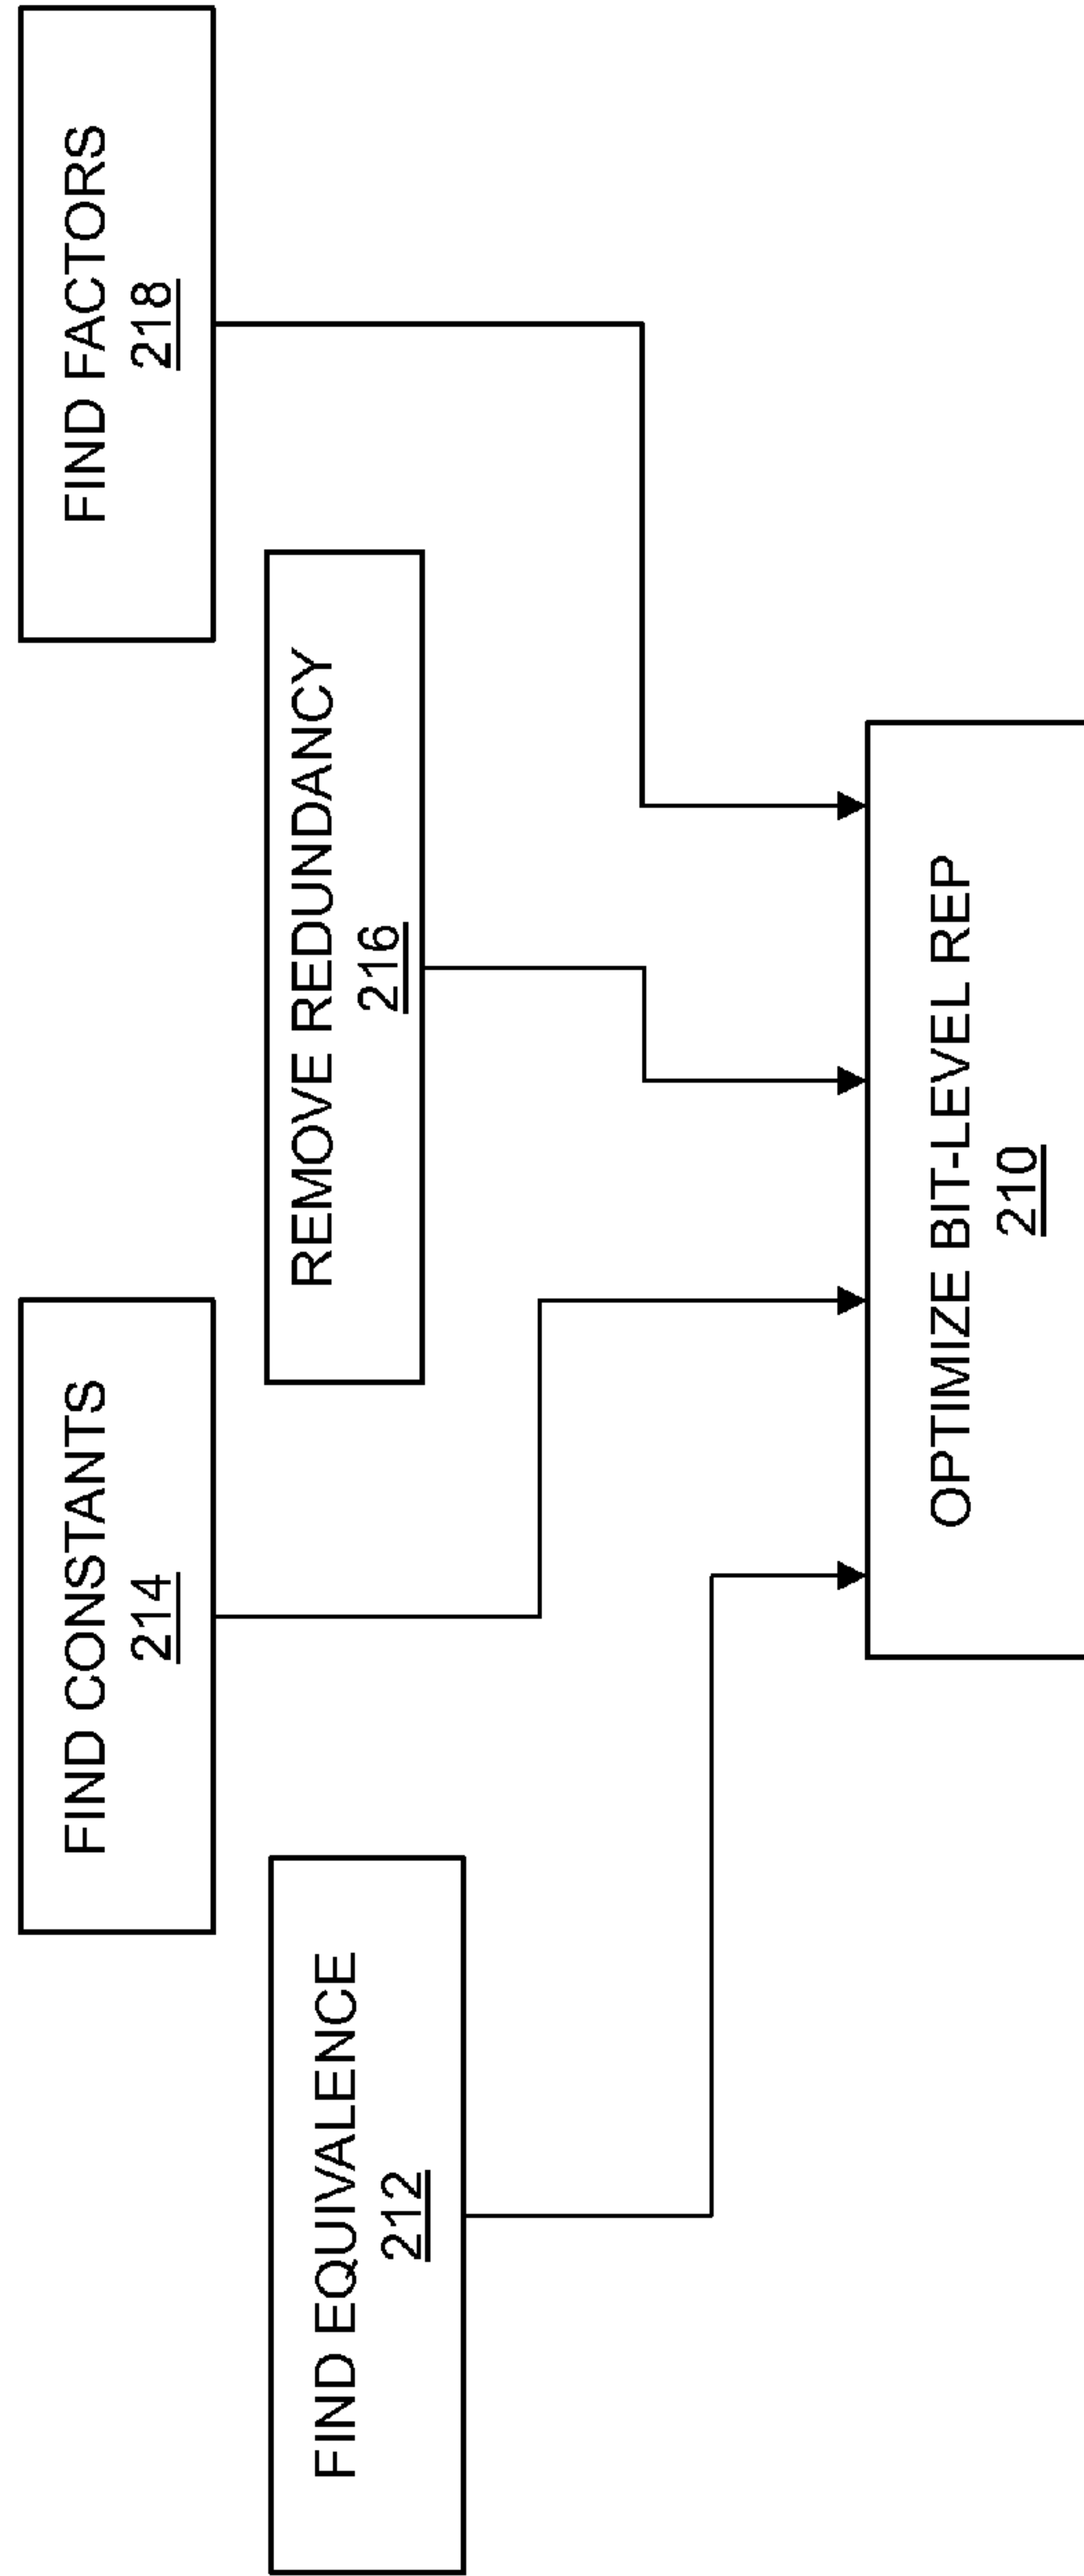 FIND CONSTANTS
214
FIND FACTORS
218
FIND EQUIVALENCE
212
REMOVE REDUNDANCY
216
OPTIMIZE BIT-LEVEL REP
210